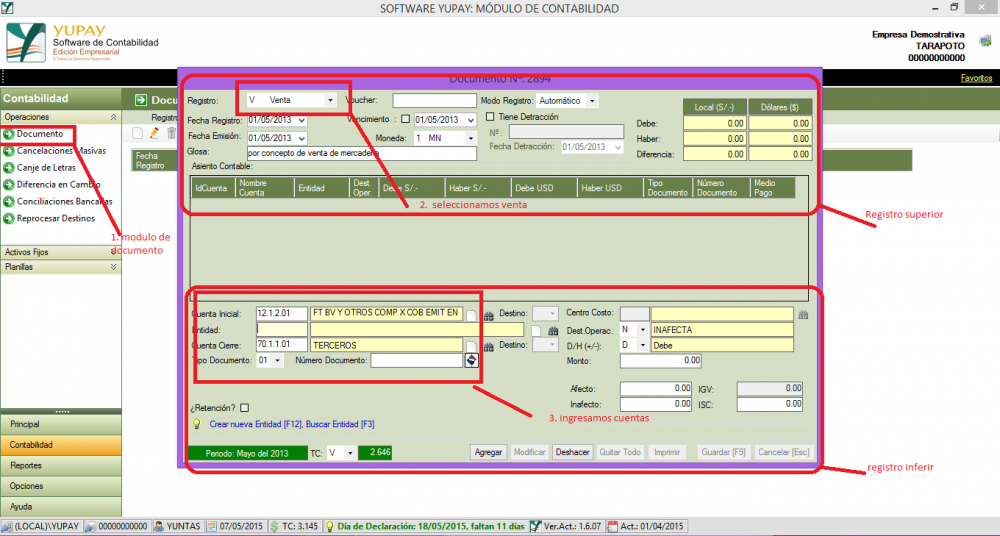 SOFTWARE YUPAY: MÓDULO DE CONTABILIDAD
YUPAY
Software de Contabilidad
Edición Empresarial
Empresa Demostrativa
TARAPOTO
00000000000
Favoritos
Contabilidad
Operaciones
Documento
Cancelaciones Masivas
Canje de Letras
Diferencia en Cambio
Conciliaciones Bancarias
Reprocesar Destinos
1. modulo de documento
Activos Fijos
Planillas
Principal
Contabilidad
Reportes
Opciones
Ayuda
Docu
Registr
Fecha Registro
Documento Nº: 2894
Registro: V Venta Voucher: Modo Registro: Automático
Fecha Registro: 01/05/2013 Vencimiento : 01/05/2013 Tiene Detracción
Fecha Emisión: 01/05/2013 Moneda: 1 MN Nº :
Fecha Detracción: 01/05/2013
Glosa: por concepto de venta de mercaderia
Local (S/.-) Dólares ($)
Debe: 0.00 0.00
Haber: 0.00 0.00
Diferencia: 0.00 0.00
Asiento Contable:
IdCuenta Nombre Cuenta Entidad Dest. Oper. Debe S/.- Haber S/.- Debe USD Haber USD Tipo Documento Número Documento Medio Pago
2. seleccionamos venta
Registro superior
Cuenta Inicial: 12.1.2.01 FT BV Y OTROS COMP X COB EMIT EN Destino: Centro Costo:
Entidad: Dest.Operac. N INAFECTA
Cuenta Cierre: 70.1.1.01 TERCEROS Destino: D/H (+/-): D Debe
Tipo Documento: 01 Número Documento: Monto: 0.00
Afecto: 0.00 IGV: 0.00
Inafecto: 0.00 ISC: 0.00
3. ingresamos cuentas
¿Retención?
Crear nueva Entidad [F12], Buscar Entidad [F3]
Periodo: Mayo del 2013 TC: V 2.646 Agregar Modificar Deshacer Quitar Todo Imprimir Guardar [F9] Cancelar [Esc]
registro inferir
(LOCAL)\YUPAY 00000000000 YUNTAS 07/05/2015 TC: 3.145 Día de Declaración: 18/05/2015, faltan 11 días Ver.Act.: 1.6.07 Act.: 01/04/2015